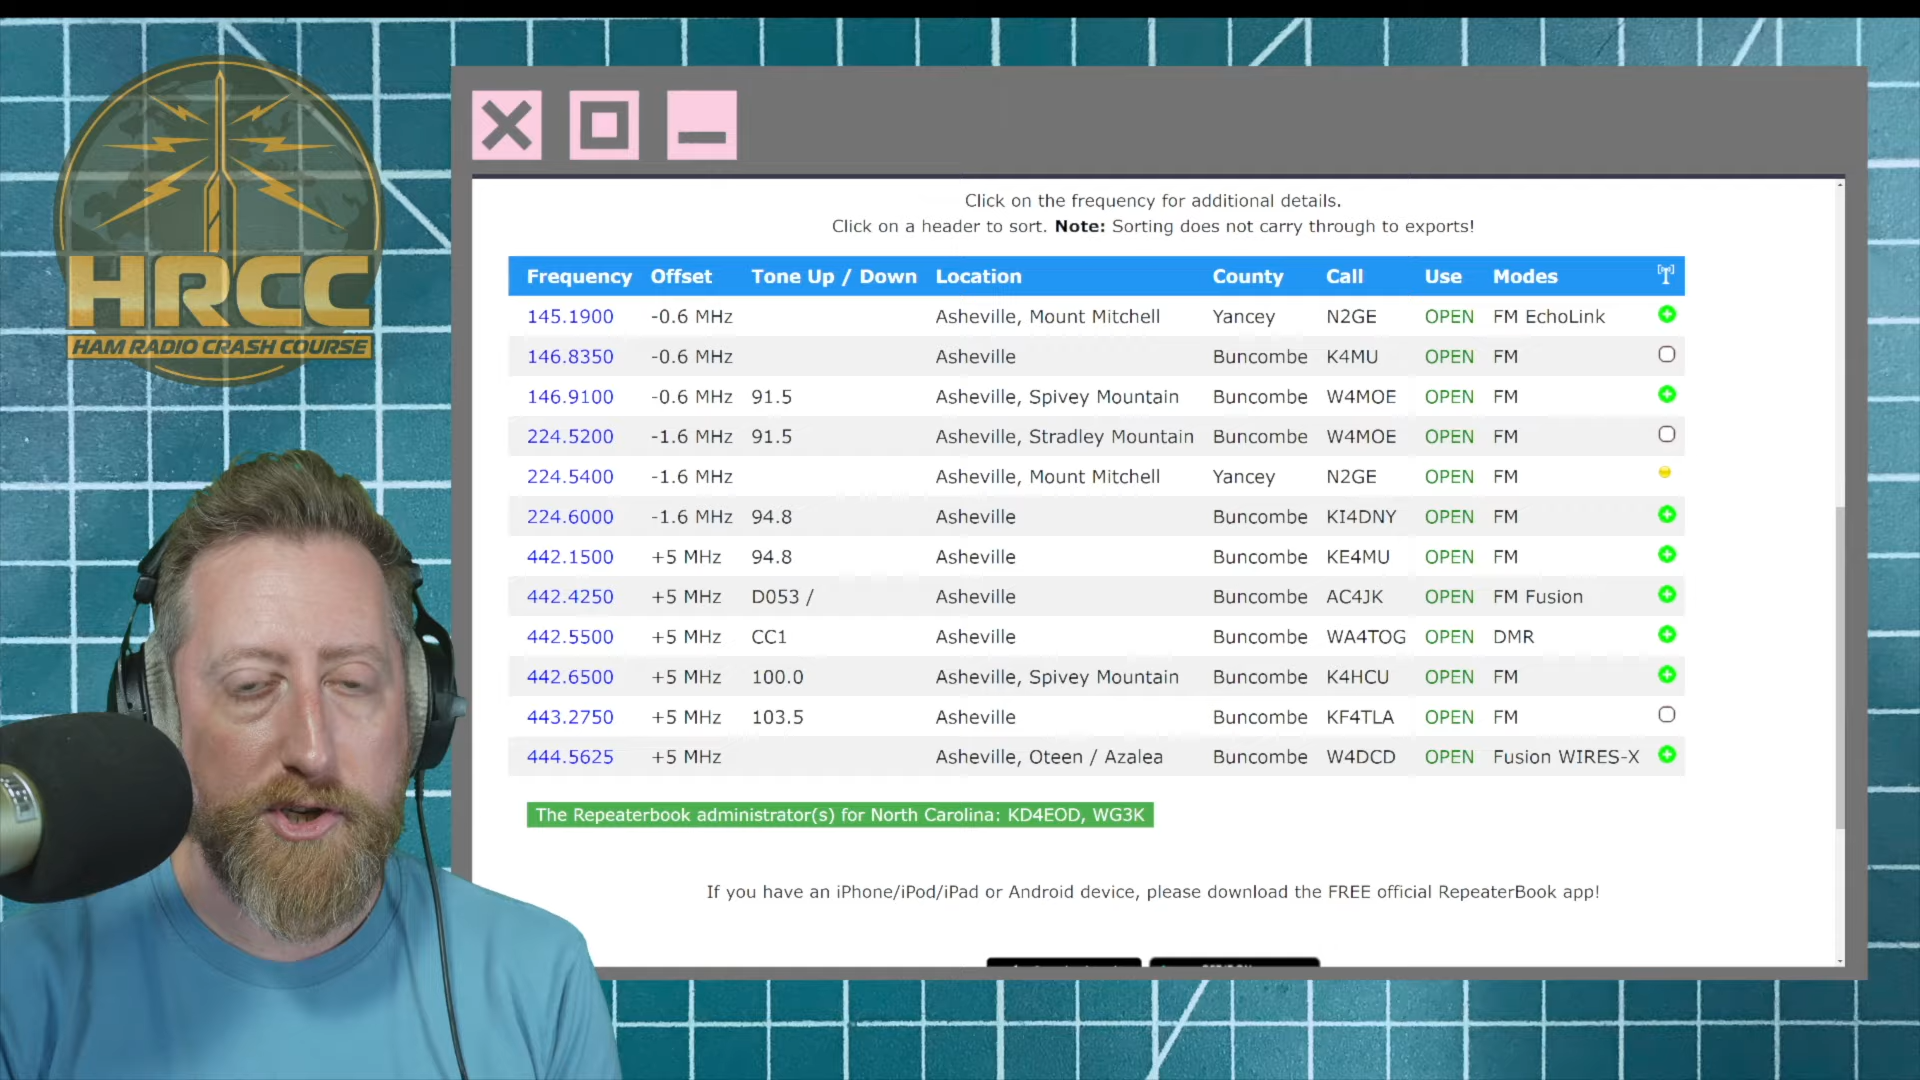 HRCC
HAM RADIO CRASH COURSE
Click on the frequency for additional details.
Click on a header to sort. Note: Sorting does not carry through to exports!
Frequency Offset Tone Up / Down Location County Call Use Modes
145.1900 -0.6 MHz Asheville, Mount Mitchell Yancey N2GE OPEN FM EchoLink
146.8350 -0.6 MHz Asheville Buncombe K4MU OPEN FM
146.9100 -0.6 MHz 91.5 Asheville, Spivey Mountain Buncombe W4MOE OPEN FM
224.5200 -1.6 MHz 91.5 Asheville, Stradley Mountain Buncombe W4MOE OPEN FM
224.5400 -1.6 MHz Asheville, Mount Mitchell Yancey N2GE OPEN FM
224.6000 -1.6 MHz 94.8 Asheville Buncombe KI4DNY OPEN FM
442.1500 +5 MHz 94.8 Asheville Buncombe KE4MU OPEN FM
442.4250 +5 MHz D053 / Asheville Buncombe AC4JK OPEN FM Fusion
442.5500 +5 MHz CC1 Asheville Buncombe WA4TOG OPEN DMR
442.6500 +5 MHz 100.0 Asheville, Spivey Mountain Buncombe K4HCU OPEN FM
443.2750 +5 MHz 103.5 Asheville Buncombe KF4TLA OPEN FM
444.5625 +5 MHz Asheville, Oteen / Azalea Buncombe W4DCD OPEN Fusion WIRES-X
The Repeaterbook administrator(s) for North Carolina: KD4EOD, WG3K
If you have an iPhone/iPod/iPad or Android device, please download the FREE official RepeaterBook app!